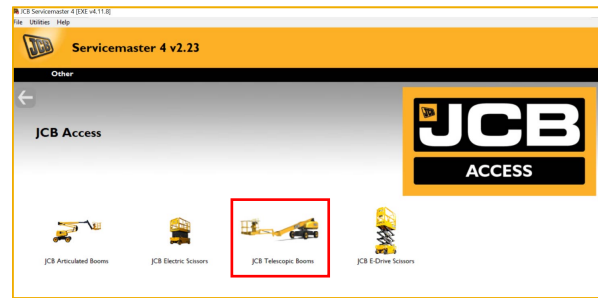 JCB Servicemaster 4 [EXE v4.11.8]
File Utilities Help
JCB
Servicemaster 4 v2.23
Other
JCB Access
JCB
ACCESS
JCB Articulated Booms
JCB Electric Scissors
JCB Telescopic Booms
JCB E-Drive Scissors